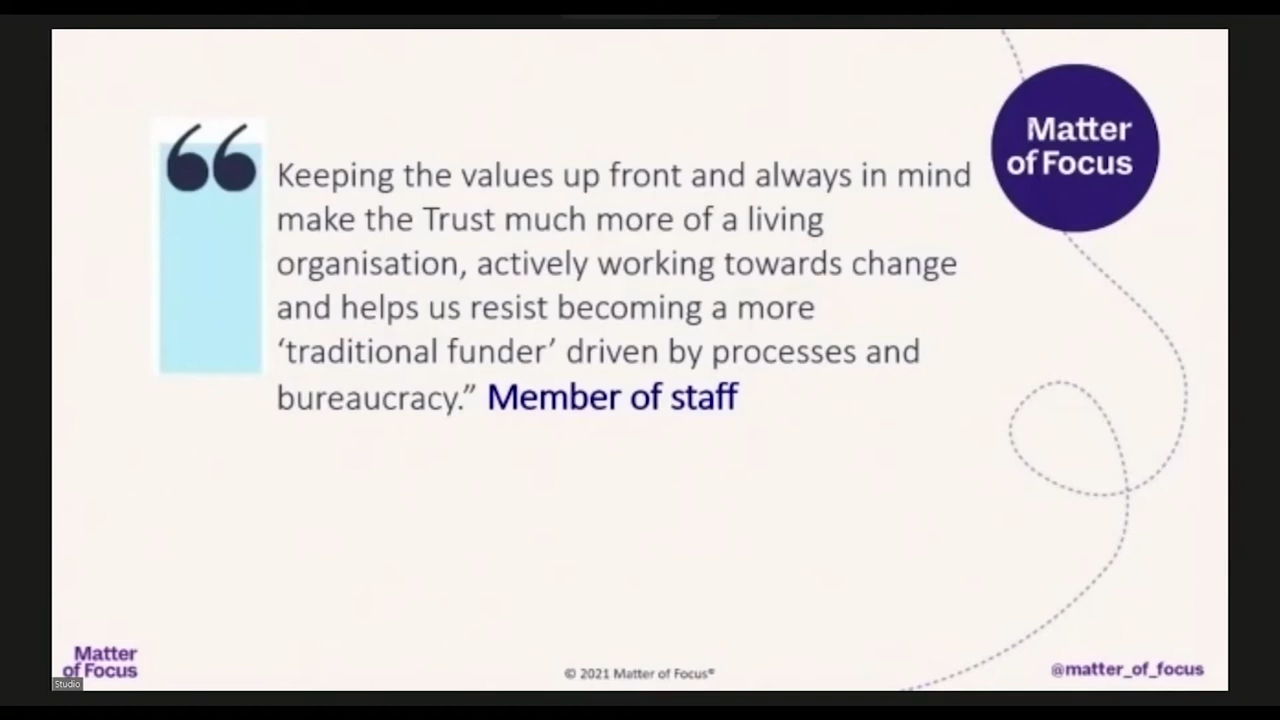 “
Matter
of Focus
Keeping the values up front and always in mind
make the Trust much more of a living
organisation, actively working towards change
and helps us resist becoming a more
‘traditional funder’ driven by processes and
bureaucracy.” Member of staff
Matter
of Focus
Studio
© 2021 Matter of Focus®
@matter_of_focus